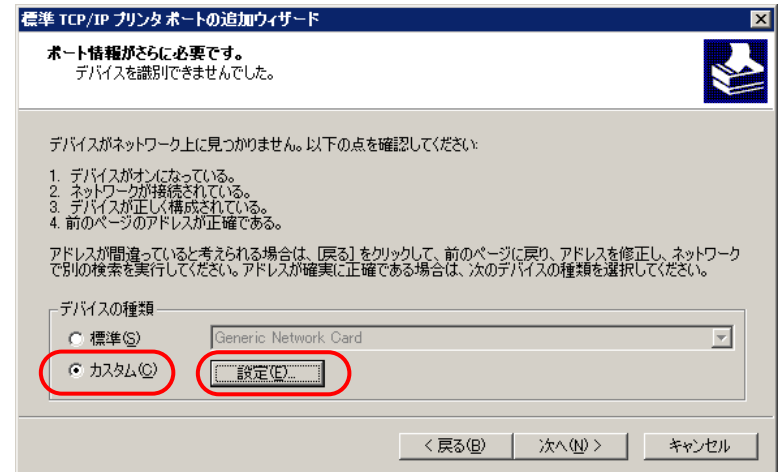 標準 TCP/IP プリンタ ポートの追加ウィザード
ポート情報がさらに必要です。
デバイスを識別できませんでした。
デバイスがネットワーク上に見つかりません。以下の点を確認してください:
1. デバイスがオンになっている。
2. ネットワークが接続されている。
3. デバイスが正しく構成されている。
4. 前のページのアドレスが正確である。
アドレスが間違っていると考えられる場合は、[戻る] をクリックして、前のページに戻り、アドレスを修正し、ネットワーク
で別の検索を実行してください。アドレスが確実に正確である場合は、次のデバイスの種類を選択してください。
デバイスの種類
標準(S) Generic Network Card
カスタム(C) 設定(E)...
< 戻る(B) 次へ(N) > キャンセル